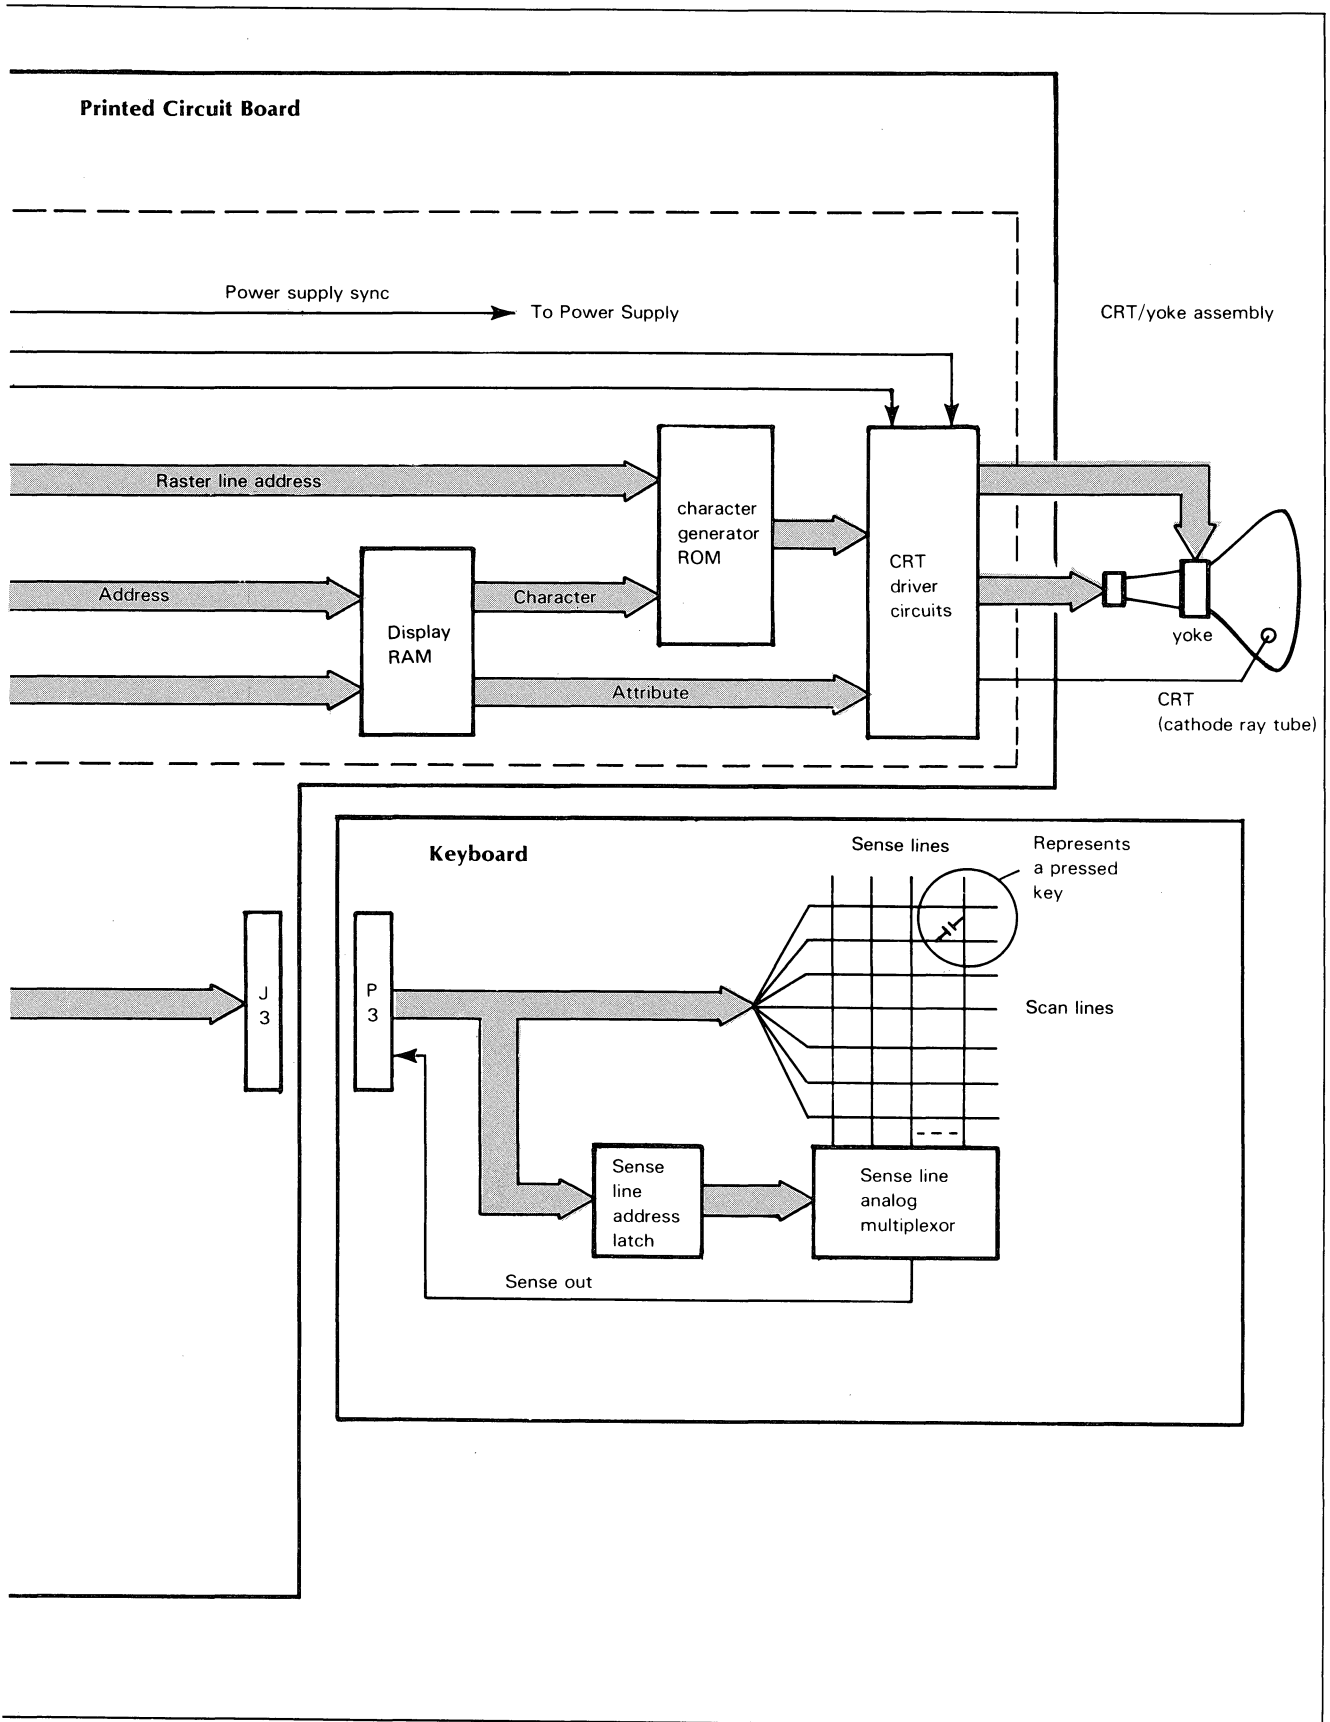 Printed Circuit Board
Power supply sync
To Power Supply
CRT/yoke assembly
Raster line address
character
generator
ROM
Address
Character
Display
RAM
CRT
driver
circuits
yoke
Attribute
CRT
(cathode ray tube)
Keyboard
Sense lines
Represents
a pressed
key
J
3
P
3
Scan lines
Sense
line
address
latch
Sense line
analog
multiplexor
Sense out